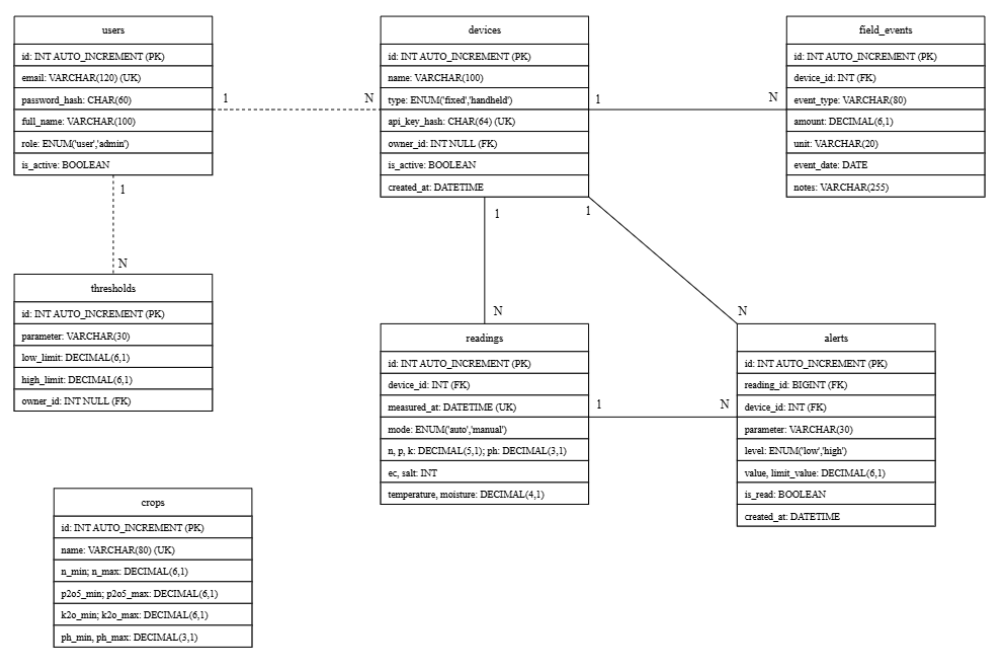 users
id: INT AUTO_INCREMENT (PK)
email: VARCHAR(120) (UK)
password_hash: CHAR(60)
full_name: VARCHAR(100)
role: ENUM('user','admin')
is_active: BOOLEAN
1
N
devices
id: INT AUTO_INCREMENT (PK)
name: VARCHAR(100)
type: ENUM('fixed','handheld')
api_key_hash: CHAR(64) (UK)
owner_id: INT NULL (FK)
is_active: BOOLEAN
created_at: DATETIME
1
N
field_events
id: INT AUTO_INCREMENT (PK)
device_id: INT (FK)
event_type: VARCHAR(80)
amount: DECIMAL(6,1)
unit: VARCHAR(20)
event_date: DATE
notes: VARCHAR(255)
1
N
thresholds
id: INT AUTO_INCREMENT (PK)
parameter: VARCHAR(30)
low_limit: DECIMAL(6,1)
high_limit: DECIMAL(6,1)
owner_id: INT NULL (FK)
1
N
1
N
readings
id: INT AUTO_INCREMENT (PK)
device_id: INT (FK)
measured_at: DATETIME (UK)
mode: ENUM('auto','manual')
n, p, k: DECIMAL(5,1); ph: DECIMAL(3,1)
ec, salt: INT
temperature, moisture: DECIMAL(4,1)
1
N
alerts
id: INT AUTO_INCREMENT (PK)
reading_id: BIGINT (FK)
device_id: INT (FK)
parameter: VARCHAR(30)
level: ENUM('low','high')
value, limit_value: DECIMAL(6,1)
is_read: BOOLEAN
created_at: DATETIME
crops
id: INT AUTO_INCREMENT (PK)
name: VARCHAR(80) (UK)
n_min; n_max: DECIMAL(6,1)
p2o5_min; p2o5_max: DECIMAL(6,1)
k2o_min; k2o_max: DECIMAL(6,1)
ph_min, ph_max: DECIMAL(3,1)